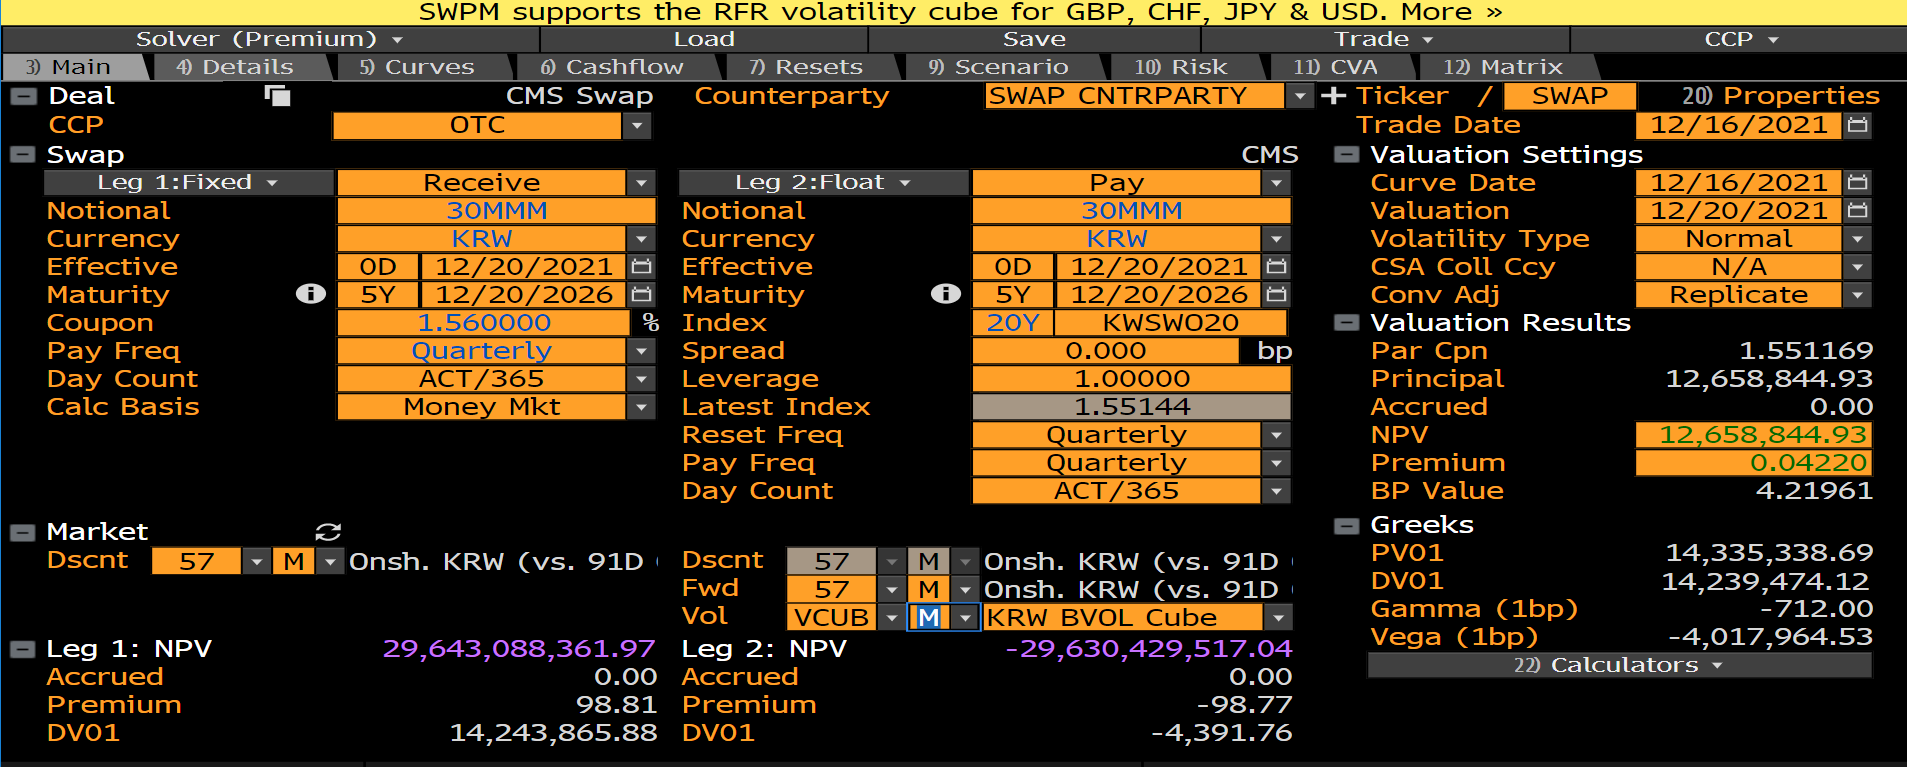 SWPM supports the RFR volatility cube for GBP, CHF, JPY & USD. More »
Solver (Premium) Load Save Trade CCP
3) Main 4) Details 5) Curves 6) Cashflow 7) Resets 9) Scenario 10) Risk 11) CVA 12) Matrix
Deal CMS Swap Counterparty SWAP CNTRPARTY Ticker / SWAP 20) Properties
CCP OTC Trade Date 12/16/2021
Swap CMS Valuation Settings
Leg 1:Fixed Receive Leg 2:Float Pay Curve Date 12/16/2021
Notional 30MMM Notional 30MMM Valuation 12/20/2021
Currency KRW Currency KRW Volatility Type Normal
Effective 0D 12/20/2021 Effective 0D 12/20/2021 CSA Coll Ccy N/A
Maturity 5Y 12/20/2026 Maturity 5Y 12/20/2026 Conv Adj Replicate
Coupon 1.560000 % Index 20Y KWSWO20 Valuation Results
Pay Freq Quarterly Spread 0.000 bp Par Cpn 1.551169
Day Count ACT/365 Leverage 1.00000 Principal 12,658,844.93
Calc Basis Money Mkt Latest Index 1.55144 Accrued 0.00
Reset Freq Quarterly NPV 12,658,844.93
Pay Freq Quarterly Premium 0.04220
Day Count ACT/365 BP Value 4.21961
Market Greeks
Dscnt 57 M Onsh. KRW (vs. 91D Dscnt 57 M Onsh. KRW (vs. 91D PV01 14,335,338.69
Fwd 57 M Onsh. KRW (vs. 91D DV01 14,239,474.12
Vol VCUB M KRW BVOL Cube Gamma (1bp) -712.00
Leg 1: NPV 29,643,088,361.97 Leg 2: NPV -29,630,429,517.04 Vega (1bp) -4,017,964.53
Accrued 0.00 Accrued 0.00 22) Calculators
Premium 98.81 Premium -98.77
DV01 14,243,865.88 DV01 -4,391.76